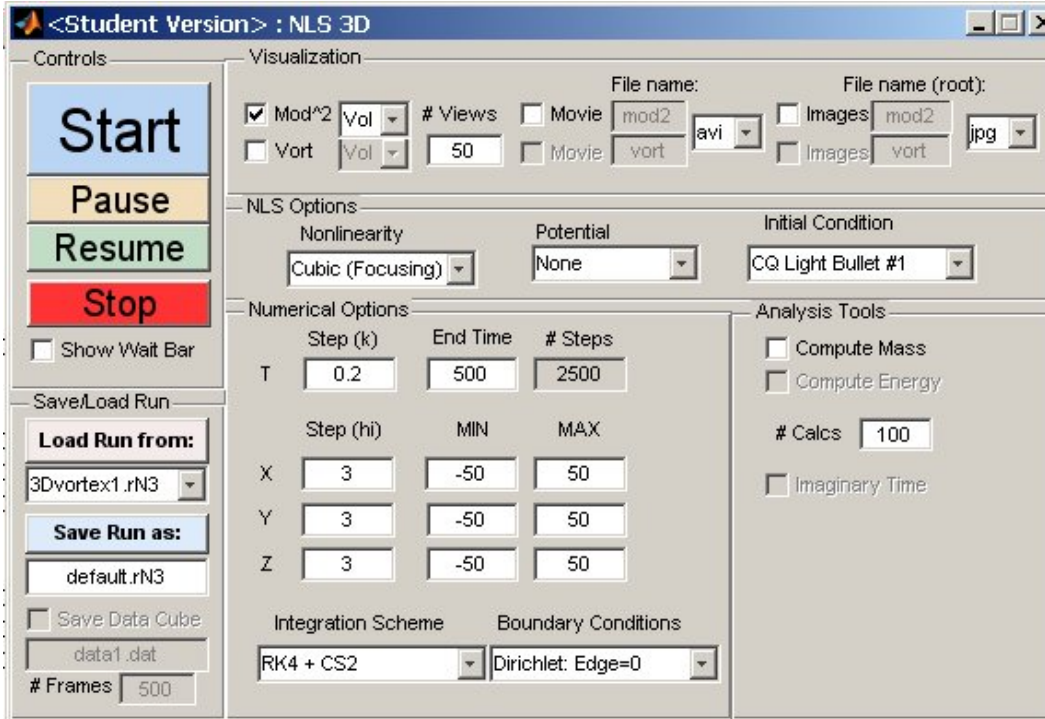 <Student Version> : NLS 3D
Controls
Start
Pause
Resume
Stop
Show Wait Bar
Save/Load Run
Load Run from:
3Dvortex1.rN3
Save Run as:
default.rN3
Save Data Cube
data1.dat
# Frames 500
Visualization
File name: File name (root):
Mod^2 Vol # Views Movie mod2 avi Images mod2 jpg
Vort Vol 50 Movie vort Images vort
NLS Options
Nonlinearity Potential Initial Condition
Cubic (Focusing) None CQ Light Bullet #1
Numerical Options
Step (k) End Time # Steps
T 0.2 500 2500
Step (hi) MIN MAX
X 3 -50 50
Y 3 -50 50
Z 3 -50 50
Integration Scheme Boundary Conditions
RK4 + CS2 Dirichlet: Edge=0
Analysis Tools
Compute Mass
Compute Energy
# Calcs 100
Imaginary Time